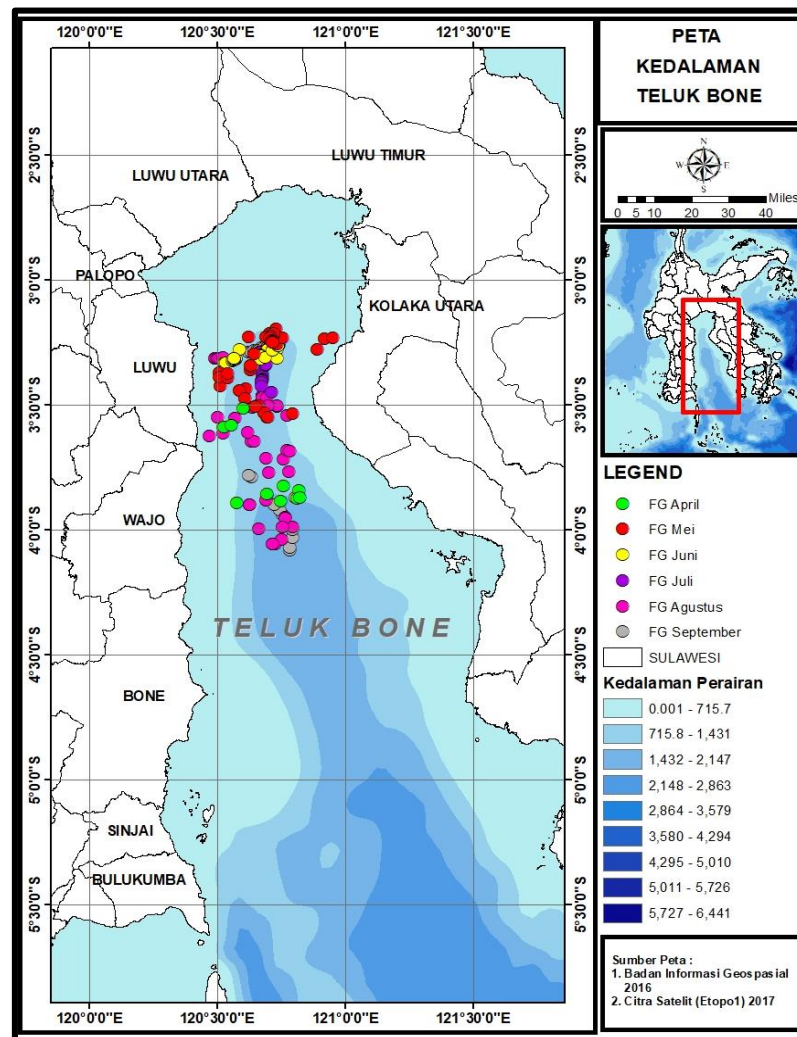 120°0'0"E 120°30'0"E 121°0'0"E 121°30'0"E
2°30'0"S 2°30'0"S
3°0'0"S 3°0'0"S
3°30'0"S 3°30'0"S
4°0'0"S 4°0'0"S
4°30'0"S 4°30'0"S
5°0'0"S 5°0'0"S
5°30'0"S 5°30'0"S
LUWU TIMUR
LUWU UTARA
PALOPO
KOLAKA UTARA
LUWU
WAJO
TELUK BONE
BONE
SINJAI
BULUKUMBA
120°0'0"E 120°30'0"E 121°0'0"E 121°30'0"E
PETA
KEDALAMAN
TELUK BONE
N
W E
S
Miles
0 5 10 20 30 40
LEGEND
FG April
FG Mei
FG Juni
FG Juli
FG Agustus
FG September
SULAWESI
Kedalaman Perairan
0.001 - 715.7
715.8 - 1,431
1,432 - 2,147
2,148 - 2,863
2,864 - 3,579
3,580 - 4,294
4,295 - 5,010
5,011 - 5,726
5,727 - 6,441
Sumber Peta :
1. Badan Informasi Geospasial
2016
2. Citra Satelit (Etopo1) 2017